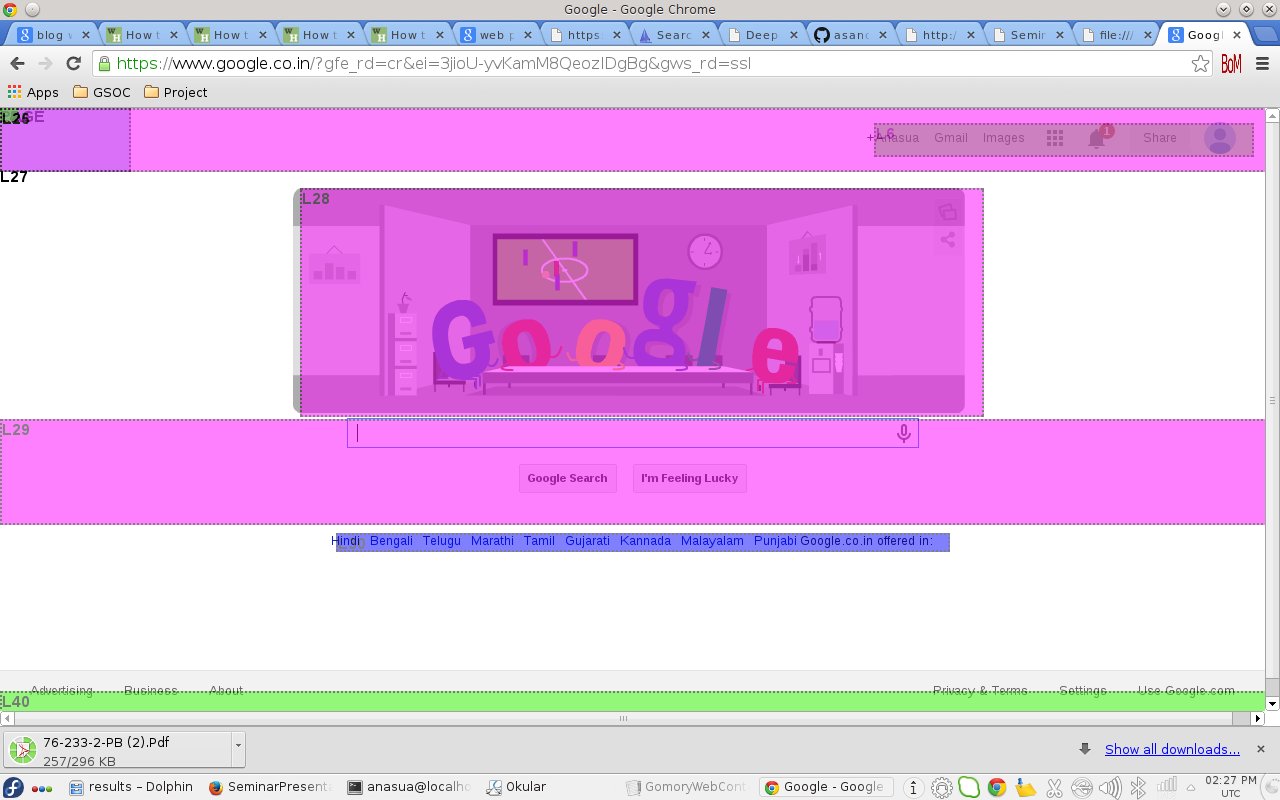 Google - Google Chrome
blog w How t How t How t How t web p https: Searc Deep asana http:/ Semin file:/// Googl
https://www.google.co.in/?gfe_rd=cr&ei=3jioU-yvKamM8QeozIDgBg&gws_rd=ssl BoM
Apps GSOC Project
L6
+Anasua Gmail Images 1 Share
L27
L28
Google
L29
Google Search I'm Feeling Lucky
Hindi Bengali Telugu Marathi Tamil Gujarati Kannada Malayalam Punjabi Google.co.in offered in:
Advertising Business About Privacy & Terms Settings Use Google.com
L40
76-233-2-PB (2).Pdf
257/296 KB
Show all downloads...
results – Dolphin SeminarPresent anasua@localho Okular GomoryWebCont Google - Google 02:27 PM
UTC